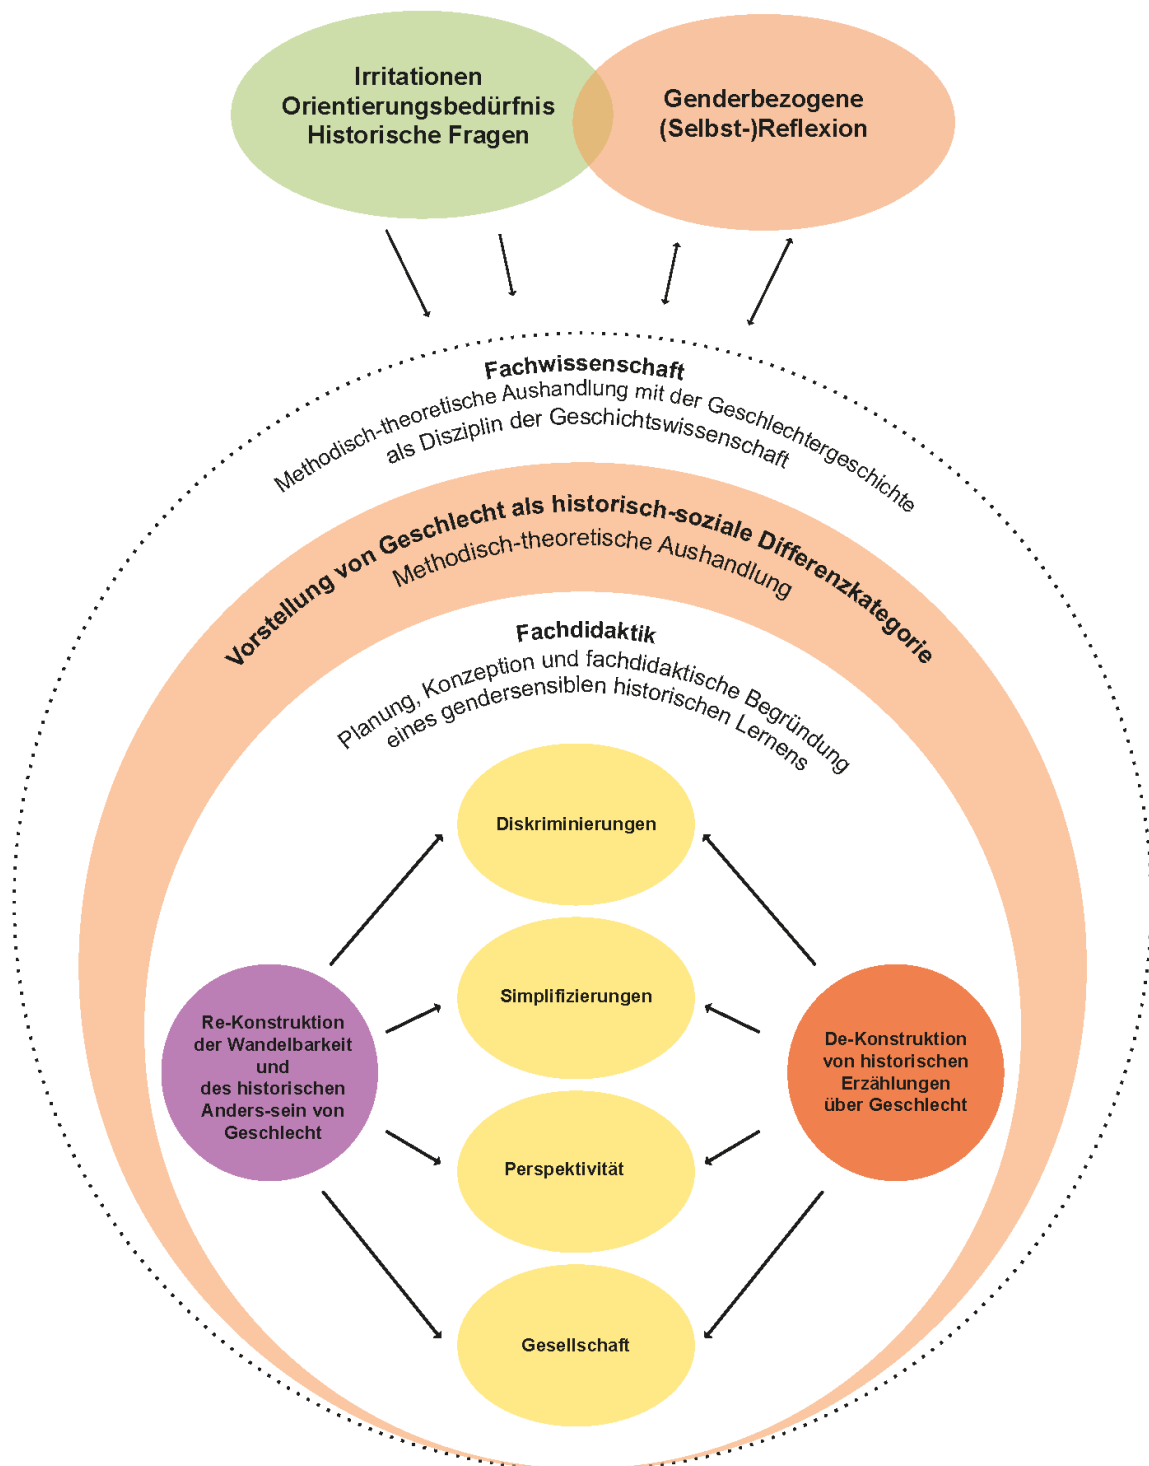 Irritationen
Orientierungsbedürfnis
Historische Fragen
Genderbezogene
(Selbst-)Reflexion
Fachwissenschaft
Methodisch-theoretische Aushandlung mit der Geschlechtergeschichte
als Disziplin der Geschichtswissenschaft
Vorstellung von Geschlecht als historisch-soziale Differenzkategorie
Methodisch-theoretische Aushandlung
Fachdidaktik
Planung, Konzeption und fachdidaktische Begründung
eines gendersensiblen historischen Lernens
Diskriminierungen
Simplifizierungen
Re-Konstruktion
der Wandelbarkeit
und
des historischen
Anders-sein von
Geschlecht
De-Konstruktion
von historischen
Erzählungen
über Geschlecht
Perspektivität
Gesellschaft